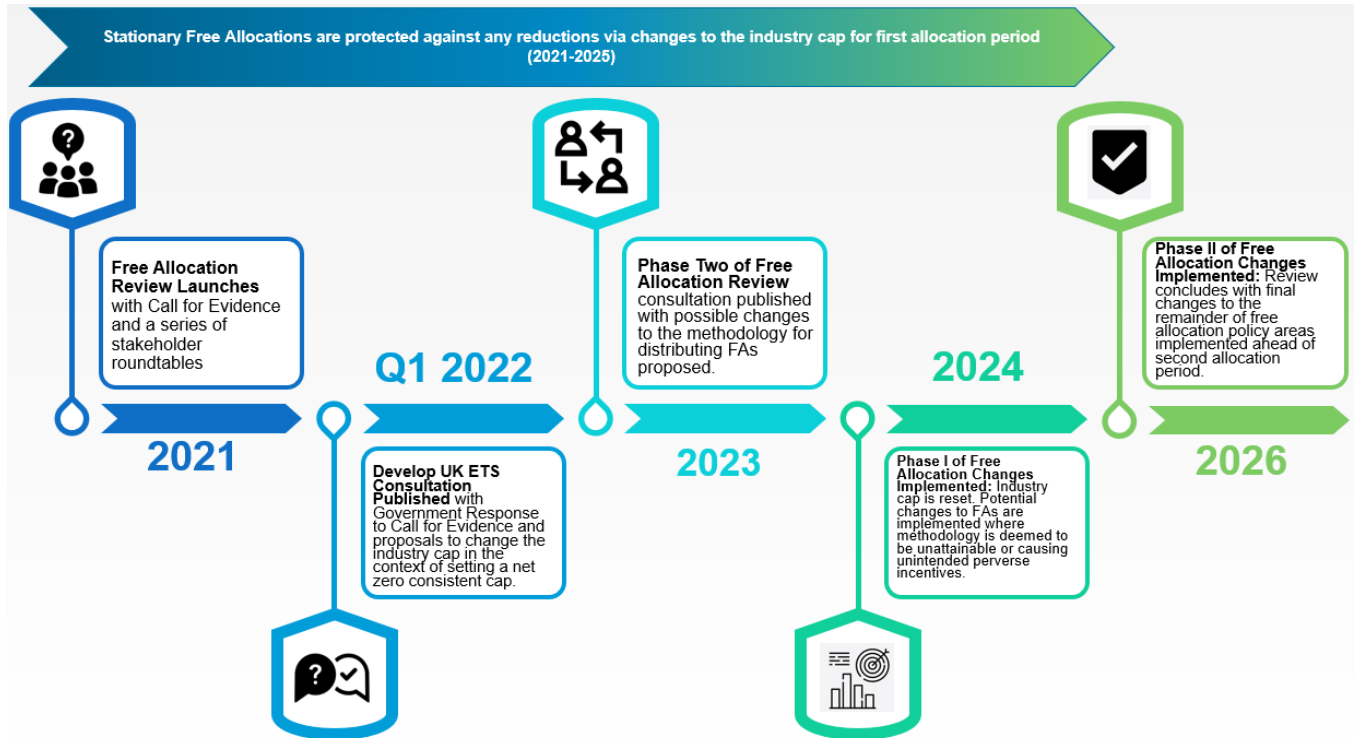 Stationary Free Allocations are protected against any reductions via changes to the industry cap for first allocation period
(2021-2025)
?
Free Allocation
Review Launches
with Call for Evidence
and a series of
stakeholder
roundtables
2021
Q1 2022
Develop UK ETS
Consultation
Published with
Government Response
to Call for Evidence and
proposals to change the
industry cap in the
context of setting a net
zero consistent cap.
?
Phase Two of Free
Allocation Review
consultation published
with possible changes
to the methodology for
distributing FAs
proposed.
2023
2024
Phase I of Free
Allocation Changes
Implemented: Industry
cap is reset. Potential
changes to FAs are
implemented where
methodology is deemed to
be unattainable or causing
unintended perverse
incentives.
Phase II of Free
Allocation Changes
Implemented: Review
concludes with final
changes to the
remainder of free
allocation policy areas
implemented ahead of
second allocation
period.
2026